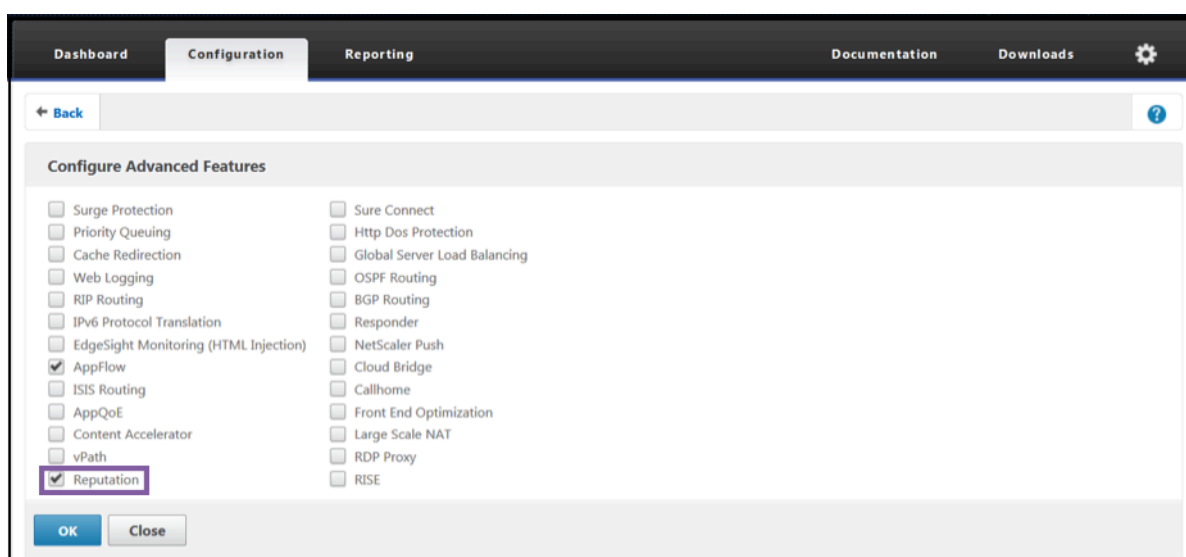 Dashboard Configuration Reporting Documentation Downloads
Back
?
Configure Advanced Features
Surge Protection
Priority Queuing
Cache Redirection
Web Logging
RIP Routing
IPv6 Protocol Translation
EdgeSight Monitoring (HTML Injection)
AppFlow
ISIS Routing
AppQoE
Content Accelerator
vPath
Reputation
Sure Connect
Http Dos Protection
Global Server Load Balancing
OSPF Routing
BGP Routing
Responder
NetScaler Push
Cloud Bridge
Callhome
Front End Optimization
Large Scale NAT
RDP Proxy
RISE
OK Close